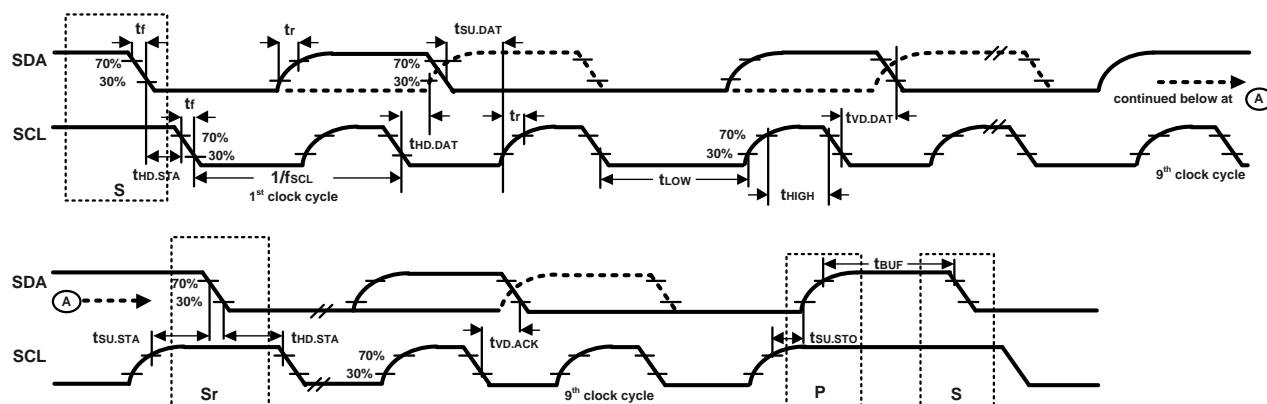 tf tr tSU.DAT
SDA 70% 30% 70% 30% continued below at A
tf tr tVD.DAT
SCL 70% 30% tHD.DAT 70% 30%
tHD.STA 1/fSCL tLOW tHIGH 9th clock cycle
S 1st clock cycle
Sr P S
SDA 70% 30% tBUF
A
tSU.STA tHD.STA tVD.ACK tSU.STO
SCL 70% 30%
9th clock cycle